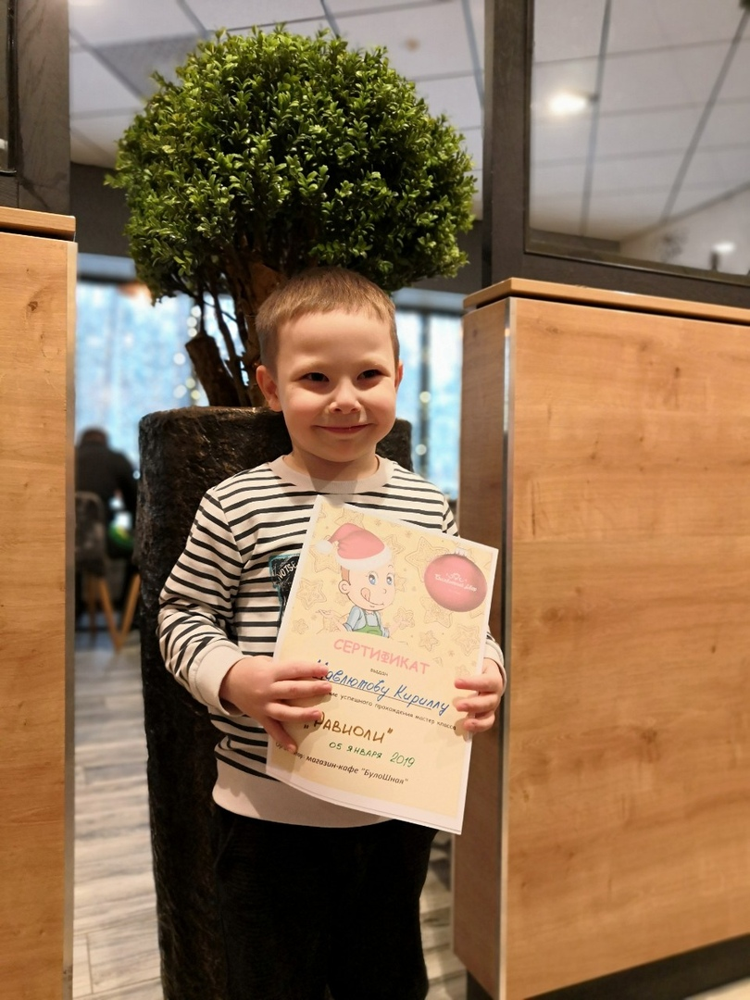 СЕРТИФИКАТ
выдан
Кириллу
успешного прохождения мастер класса
"РАВИОЛИ"
05 ЯНВАРЯ 2019
магазин-кафе "БулоШная"